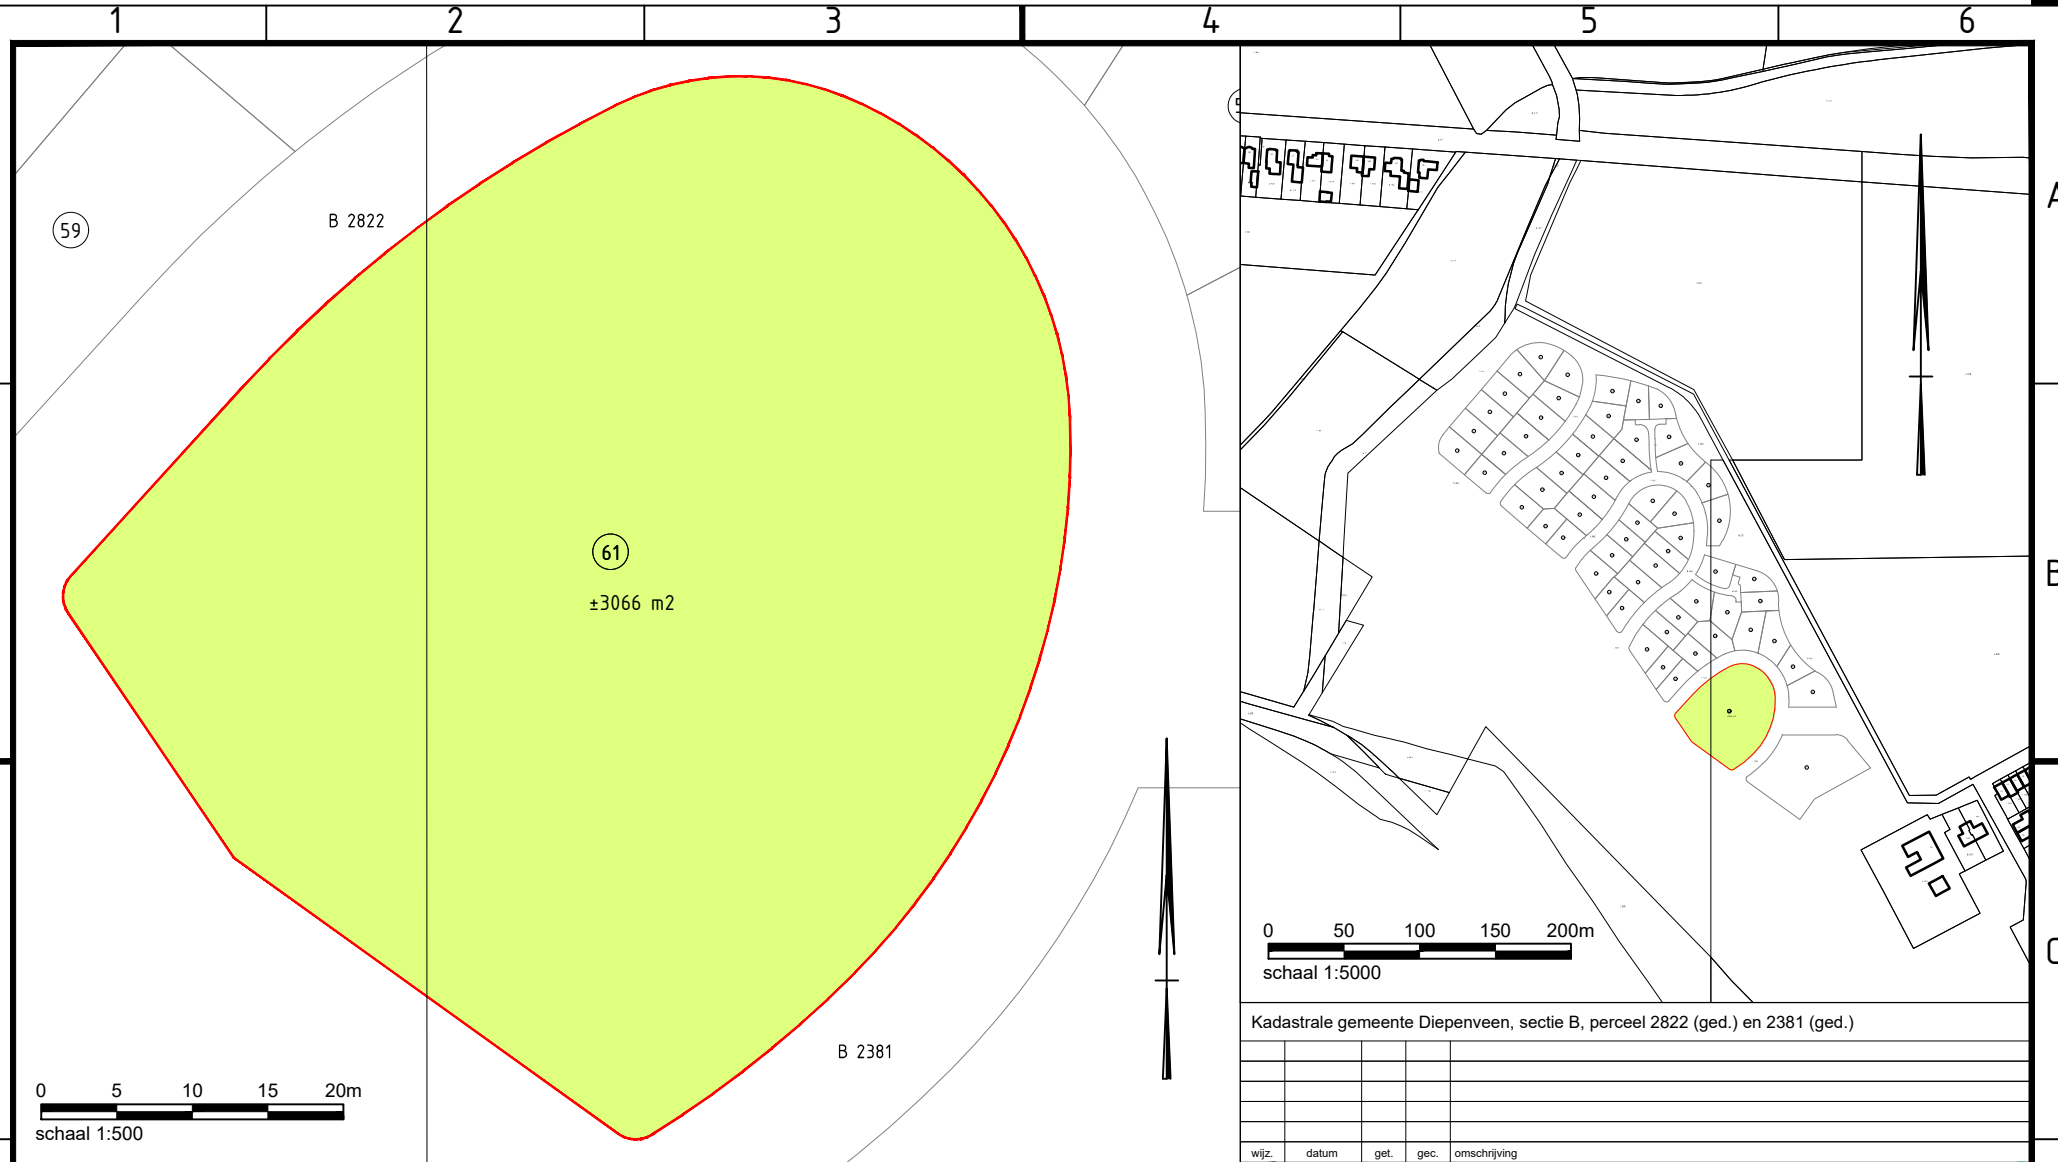 1 2 3 4 5 6
A
B
C
59
B 2822
61
±3066 m2
B 2381
0 5 10 15 20m
schaal 1:500
0 50 100 150 200m
schaal 1:5000
Kadastrale gemeente Diepenveen, sectie B, perceel 2822 (ged.) en 2381 (ged.)
wijz. datum get. gec. omschrijving